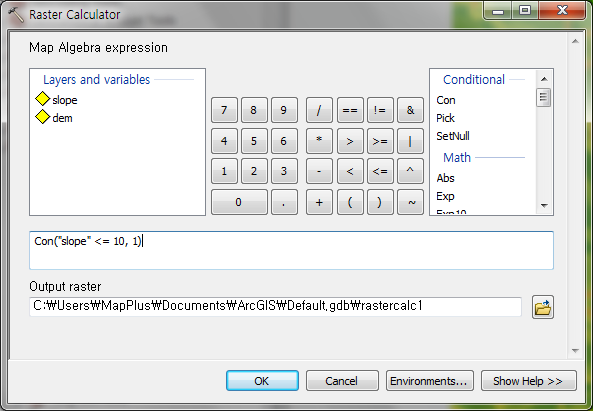 Raster Calculator
Map Algebra expression
Layers and variables
slope
dem
7 8 9 / == != &
4 5 6 * > >= |
1 2 3 - < <= ^
0 . + ( ) ~
Conditional
Con
Pick
SetNull
Math
Abs
Exp
Exp10
Con("slope" <= 10, 1)
Output raster
C:₩Users₩MapPlus₩Documents₩ArcGIS₩Default.gdb₩rastercalc1
OK Cancel Environments... Show Help >>